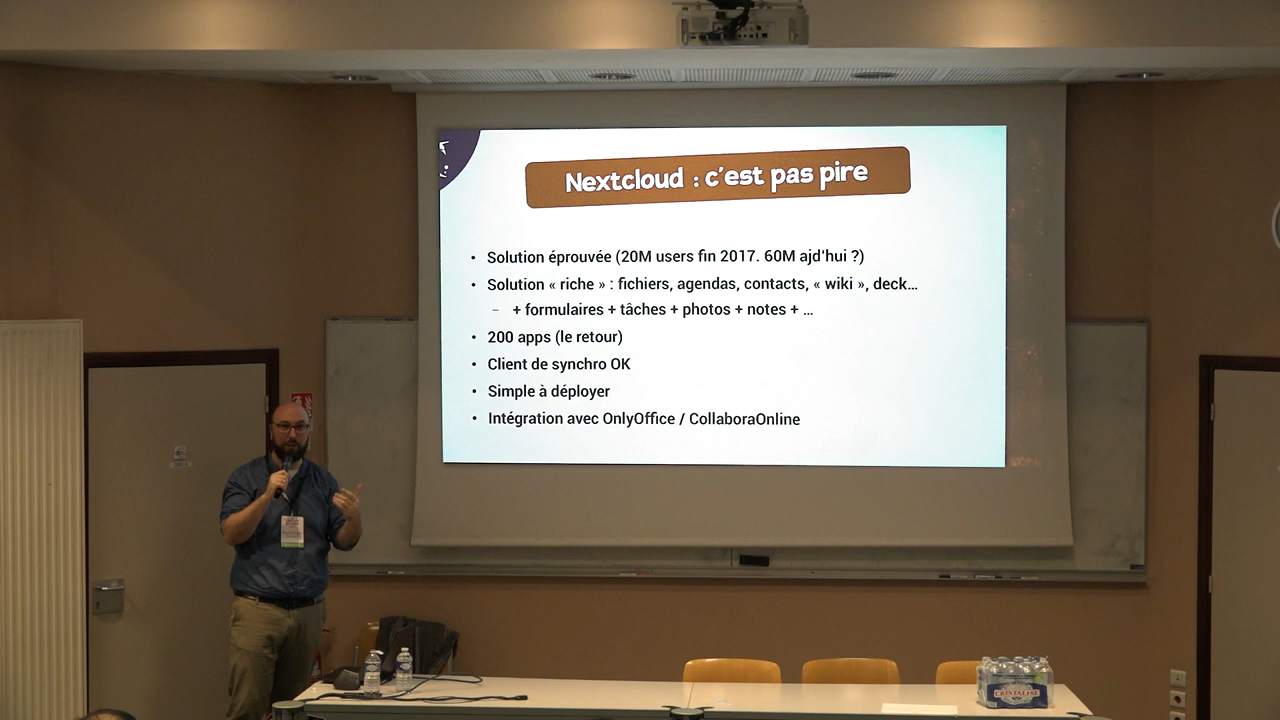 Nextcloud : c'est pas pire
• Solution éprouvée (20M users fin 2017. 60M ajd'hui ?)
• Solution « riche » : fichiers, agendas, contacts, « wiki », deck...
– + formulaires + tâches + photos + notes + ...
• 200 apps (le retour)
• Client de synchro OK
• Simple à déployer
• Intégration avec OnlyOffice / CollaboraOnline
CRISTALINE